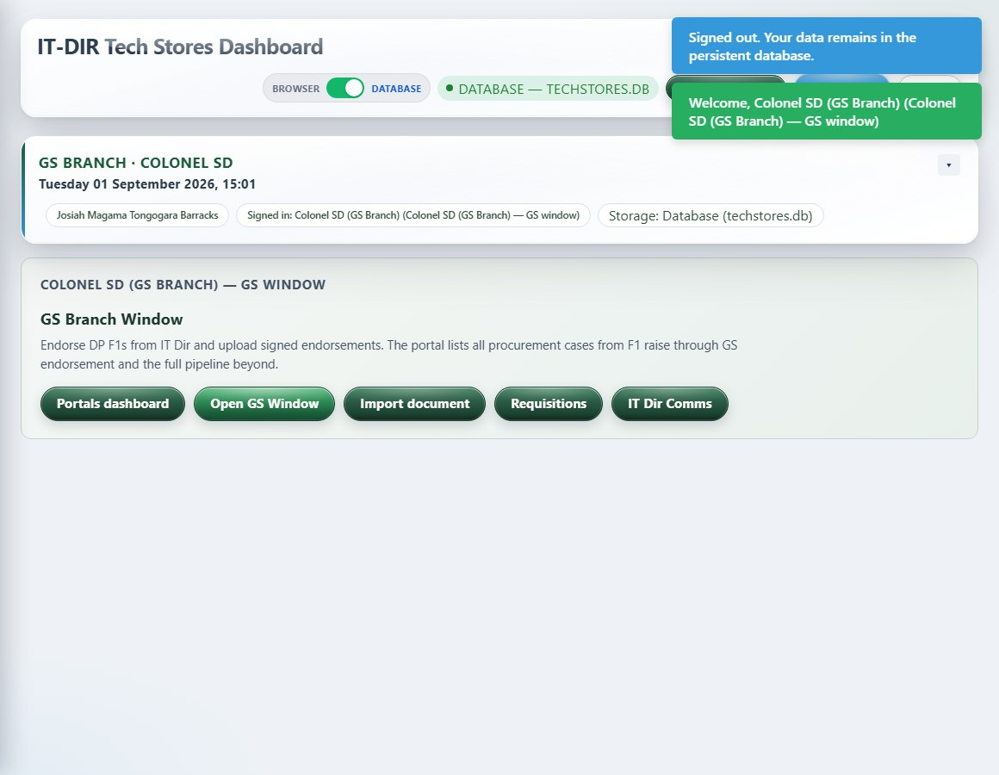 IT-DIR Tech Stores Dashboard
Signed out. Your data remains in the
persistent database.
BROWSER DATABASE DATABASE — TECHSTORES.DB
Welcome, Colonel SD (GS Branch) (Colonel
SD (GS Branch) — GS window)
GS BRANCH · COLONEL SD
Tuesday 01 September 2026, 15:01
Josiah Magama Tongogara Barracks Signed in: Colonel SD (GS Branch) (Colonel SD (GS Branch) — GS window) Storage: Database (techstores.db)
COLONEL SD (GS BRANCH) — GS WINDOW
GS Branch Window
Endorse DP F1s from IT Dir and upload signed endorsements. The portal lists all procurement cases from F1 raise through GS
endorsement and the full pipeline beyond.
Portals dashboard Open GS Window Import document Requisitions IT Dir Comms